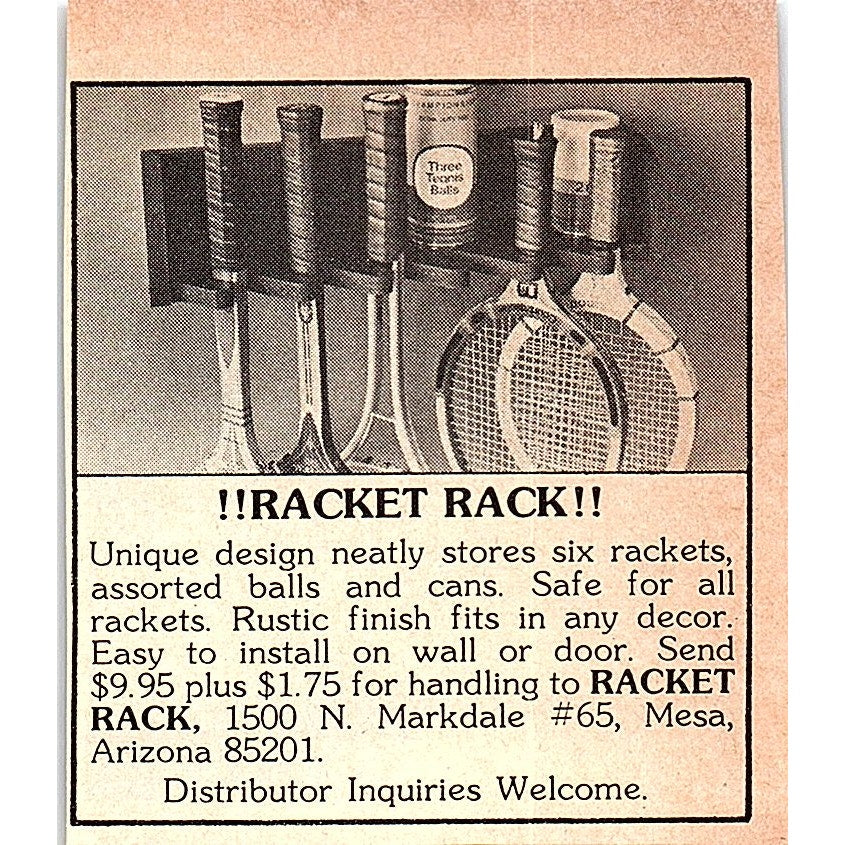 CHAMPIONS
Three
Tennis
Balls
!!RACKET RACK!!
Unique design neatly stores six rackets,
assorted balls and cans. Safe for all
rackets. Rustic finish fits in any decor.
Easy to install on wall or door. Send
$9.95 plus $1.75 for handling to RACKET
RACK, 1500 N. Markdale #65, Mesa,
Arizona 85201.
Distributor Inquiries Welcome.